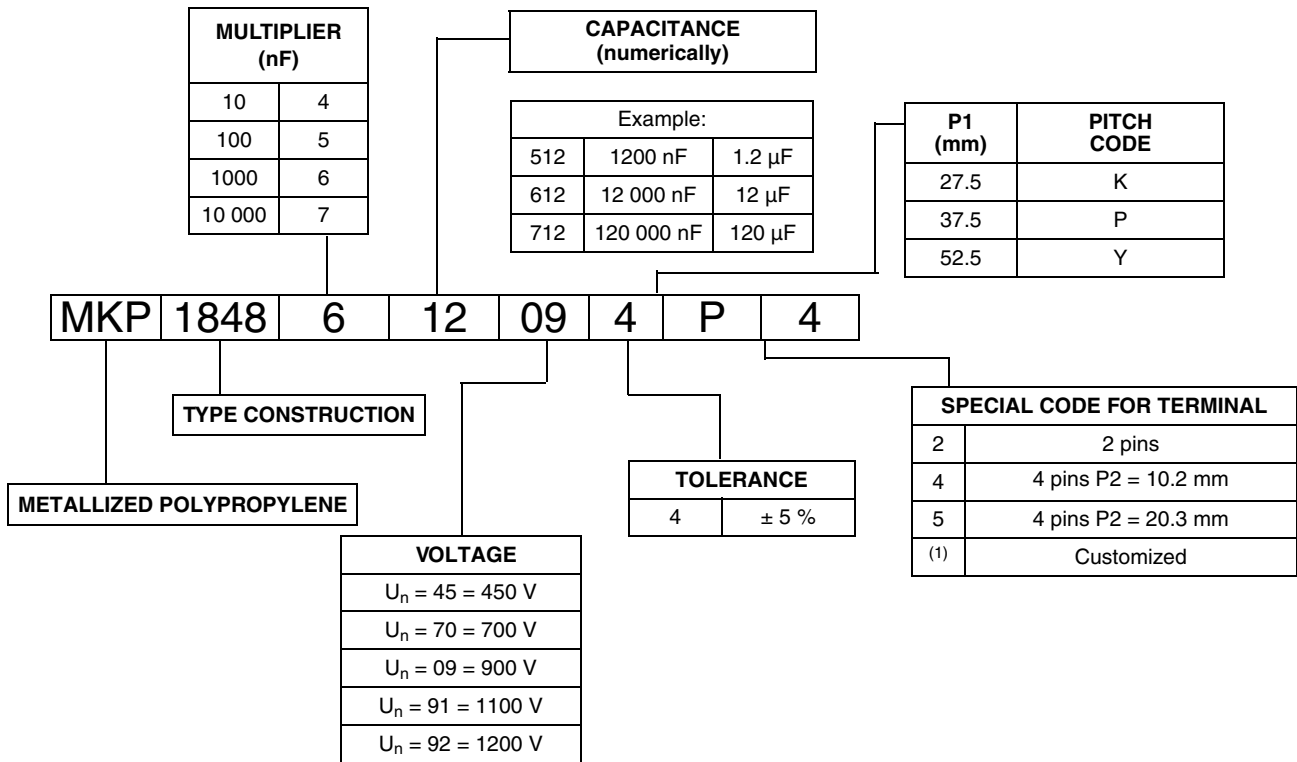 MULTIPLIER
(nF)
10 4
100 5
1000 6
10 000 7
CAPACITANCE
(numerically)
Example:
512 1200 nF 1.2 µF
612 12 000 nF 12 µF
712 120 000 nF 120 µF
P1
(mm)
PITCH
CODE
27.5 K
37.5 P
52.5 Y
MKP 1848 6 12 09 4 P 4
TYPE CONSTRUCTION
METALLIZED POLYPROPYLENE
VOLTAGE
Un = 45 = 450 V
Un = 70 = 700 V
Un = 09 = 900 V
Un = 91 = 1100 V
Un = 92 = 1200 V
TOLERANCE
4 ± 5 %
SPECIAL CODE FOR TERMINAL
2 2 pins
4 4 pins P2 = 10.2 mm
5 4 pins P2 = 20.3 mm
(1) Customized